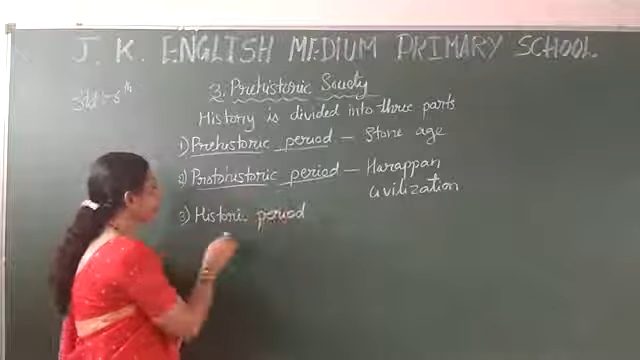 J. K. ENGLISH MEDIUM PRIMARY SCHOOL
Std :- 6th
3. Prehistoric Society
History is divided into three parts
1) Prehistoric period - Stone age
2) Protohistoric period - Harappan
civilization
3) Historic period